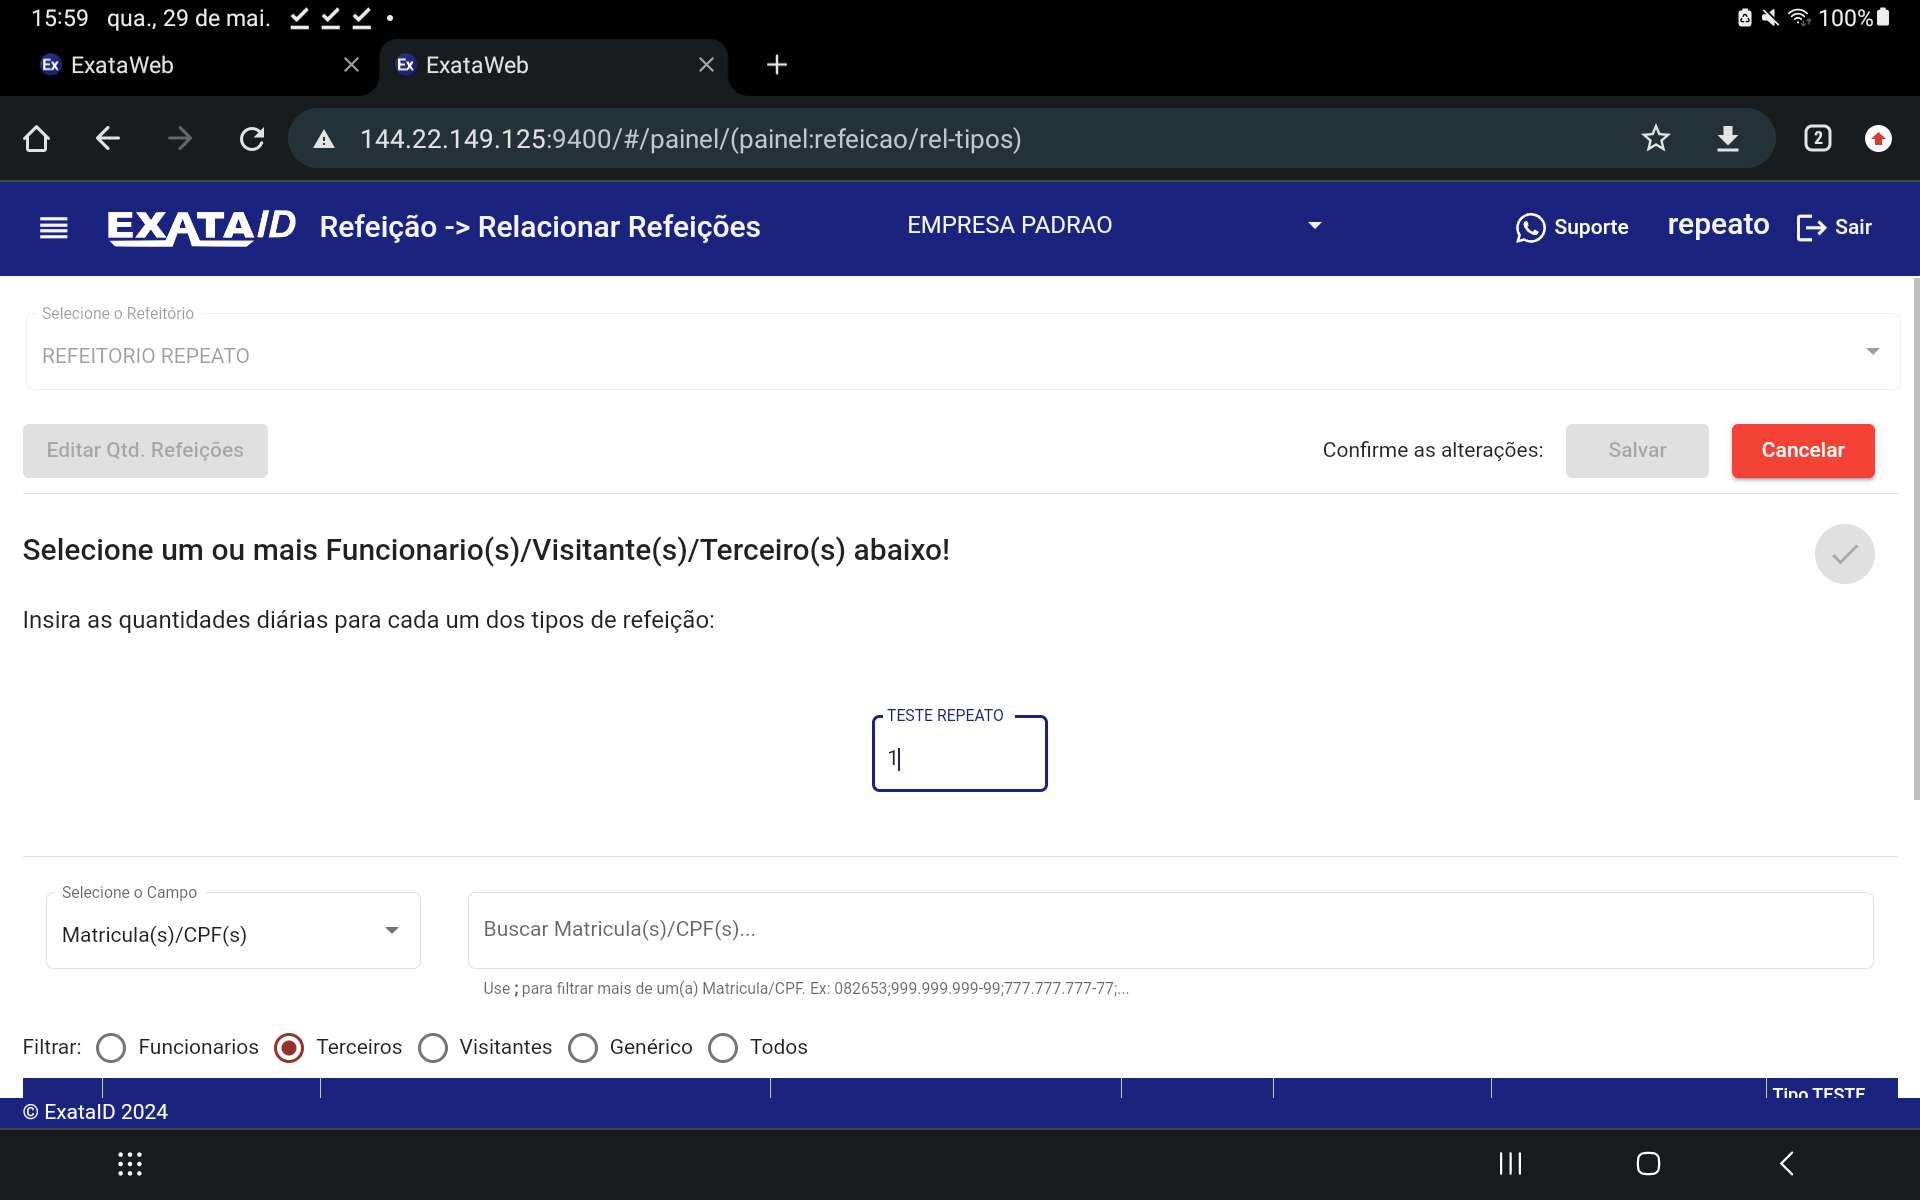 15:59 qua., 29 de mai.
100%
Ex ExataWeb
Ex ExataWeb
144.22.149.125:9400/#/painel/(painel:refeicao/rel-tipos)
2
EXATA ID Refeição -> Relacionar Refeições EMPRESA PADRAO Suporte repeato Sair
Selecione o Refeitório
REFEITORIO REPEATO
Editar Qtd. Refeições Confirme as alterações: Salvar Cancelar
Selecione um ou mais Funcionario(s)/Visitante(s)/Terceiro(s) abaixo!
Insira as quantidades diárias para cada um dos tipos de refeição:
TESTE REPEATO
1
Selecione o Campo
Matricula(s)/CPF(s)
Buscar Matricula(s)/CPF(s)...
Use ; para filtrar mais de um(a) Matricula/CPF. Ex: 082653;999.999.999-99;777.777.777-77;...
Filtrar: Funcionarios Terceiros Visitantes Genérico Todos
Tipo TESTE
© ExataID 2024